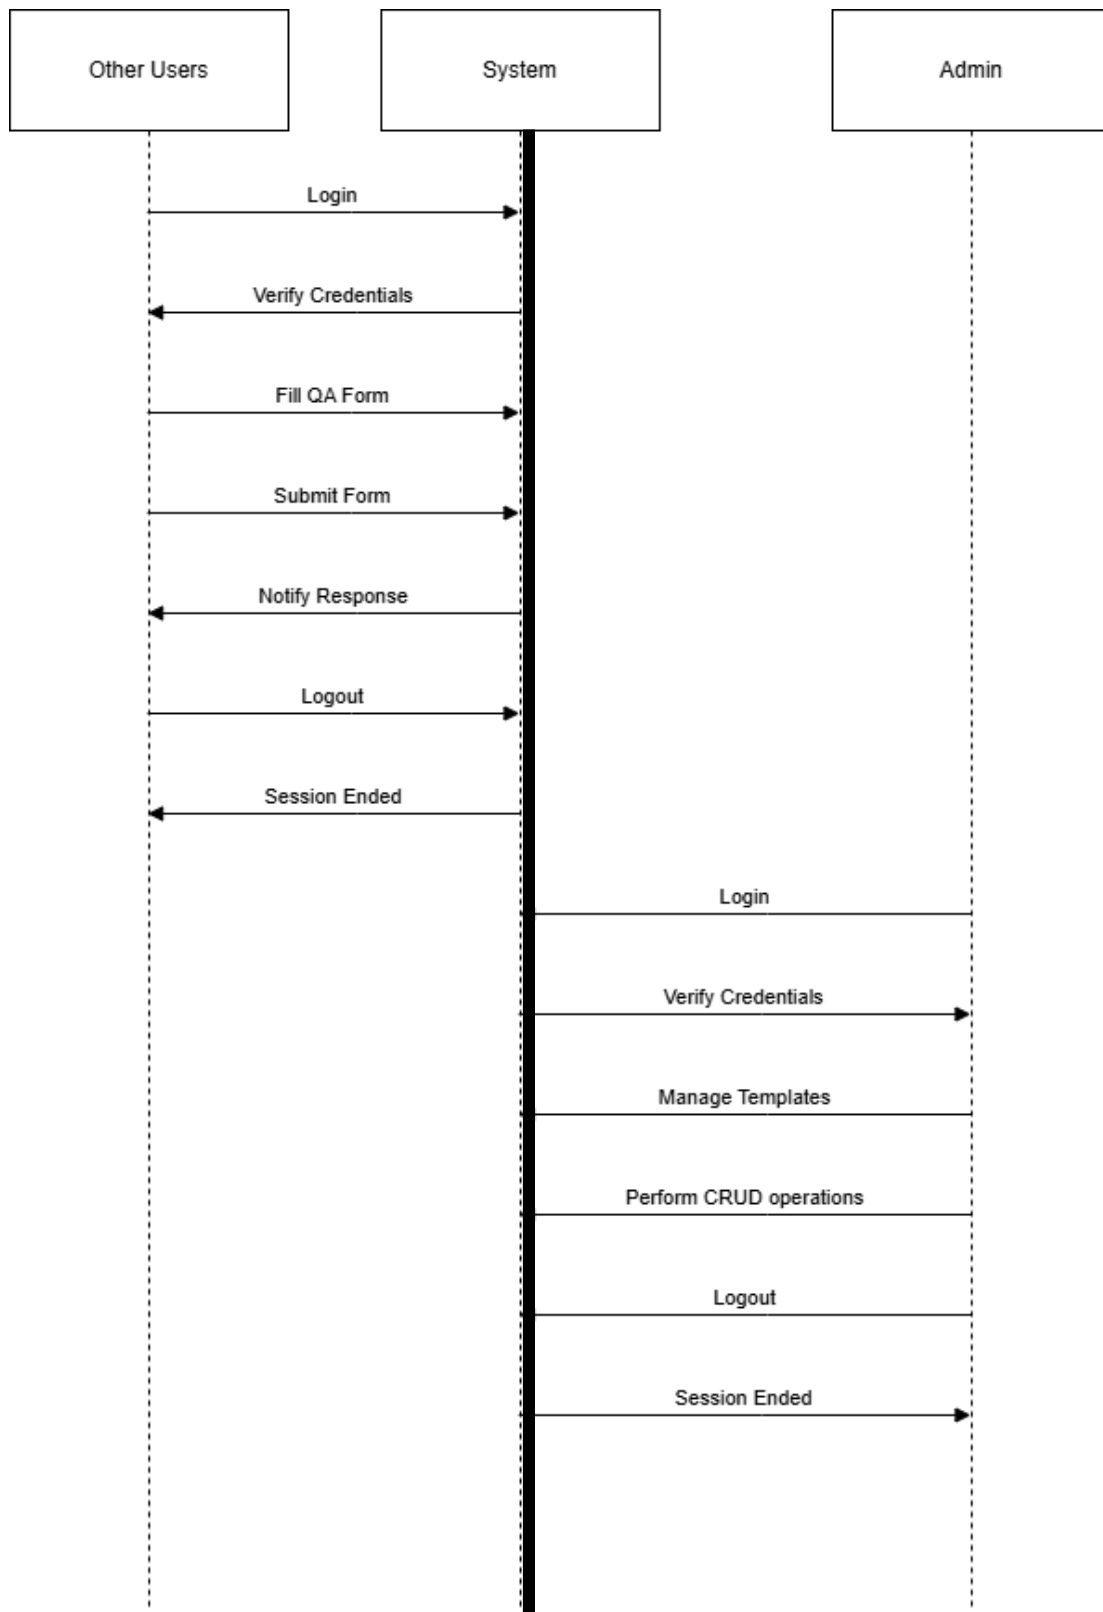 Other Users
System
Admin
Login
Verify Credentials
Fill QA Form
Submit Form
Notify Response
Logout
Session Ended
Login
Verify Credentials
Manage Templates
Perform CRUD operations
Logout
Session Ended